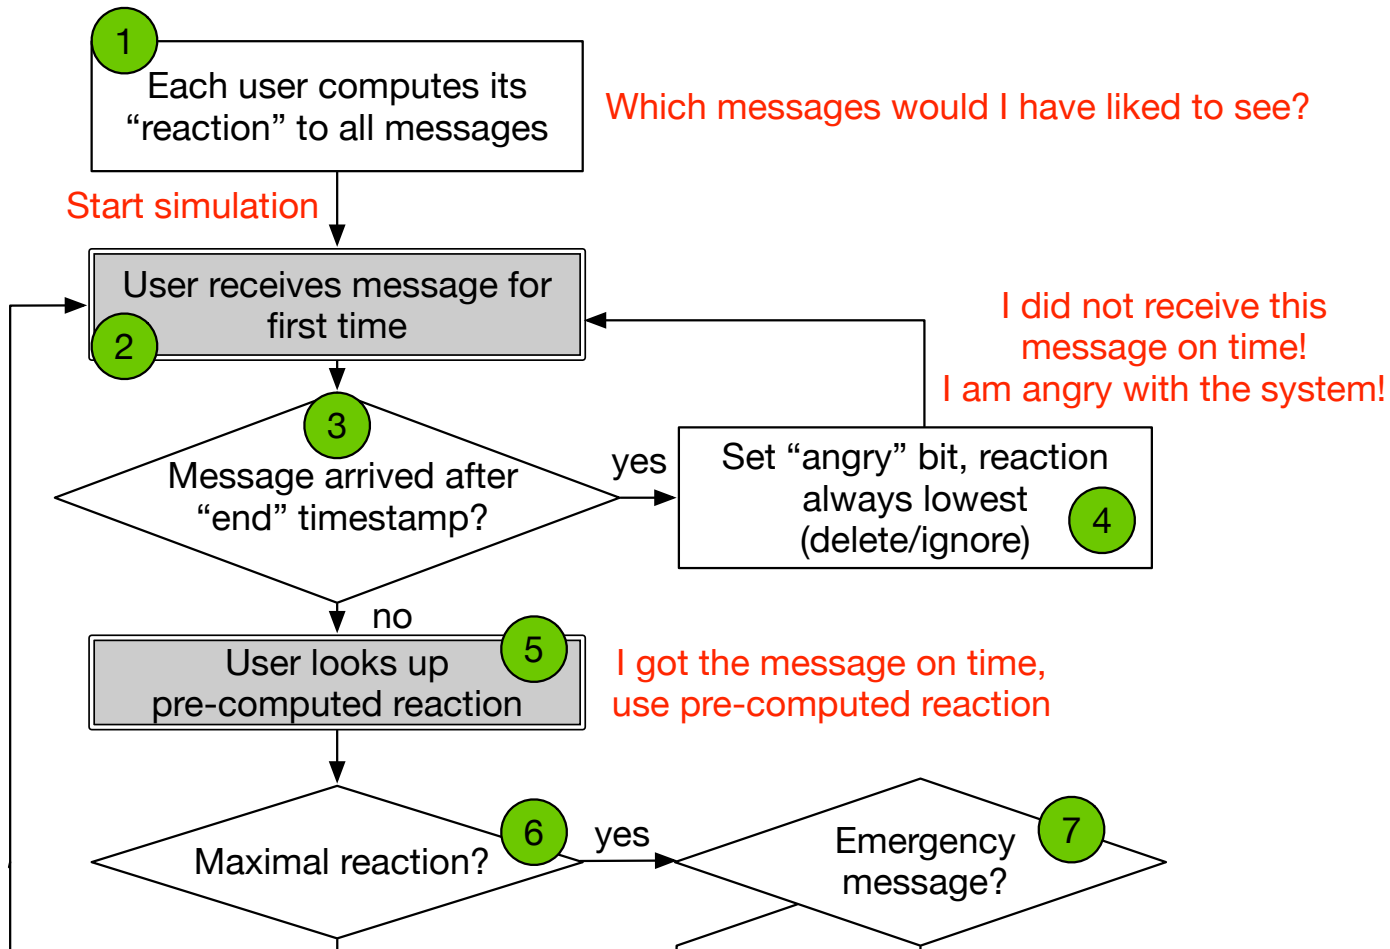 1
Each user computes its
“reaction” to all messages
Which messages would I have liked to see?
Start simulation
User receives message for
first time
2
I did not receive this
message on time!
I am angry with the system!
3
Message arrived after
“end” timestamp?
yes
Set “angry” bit, reaction
always lowest
(delete/ignore)
4
no
5
User looks up
pre-computed reaction
I got the message on time,
use pre-computed reaction
6
Maximal reaction?
yes
7
Emergency
message?